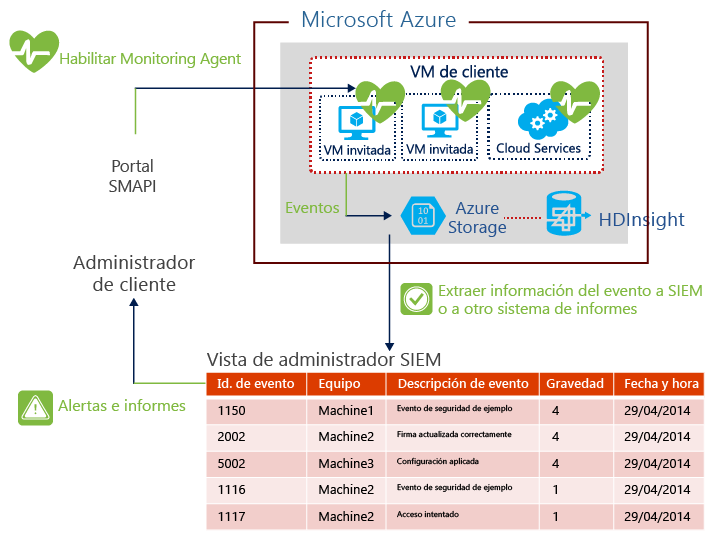 Microsoft Azure
Habilitar Monitoring Agent
VM de cliente
VM invitada
VM invitada
Cloud Services
Portal
SMAPI
Eventos
10
01
Azure
Storage
HDInsight
Administrador
de cliente
Extraer información del evento a SIEM
o a otro sistema de informes
Vista de administrador SIEM
Alertas e informes
Id. de evento Equipo Descripción de evento Gravedad Fecha y hora
1150 Machine1 Evento de seguridad de ejemplo 4 29/04/2014
2002 Machine2 Firma actualizada correctamente 4 29/04/2014
5002 Machine3 Configuración aplicada 4 29/04/2014
1116 Machine2 Evento de seguridad de ejemplo 1 29/04/2014
1117 Machine2 Acceso intentado 1 29/04/2014